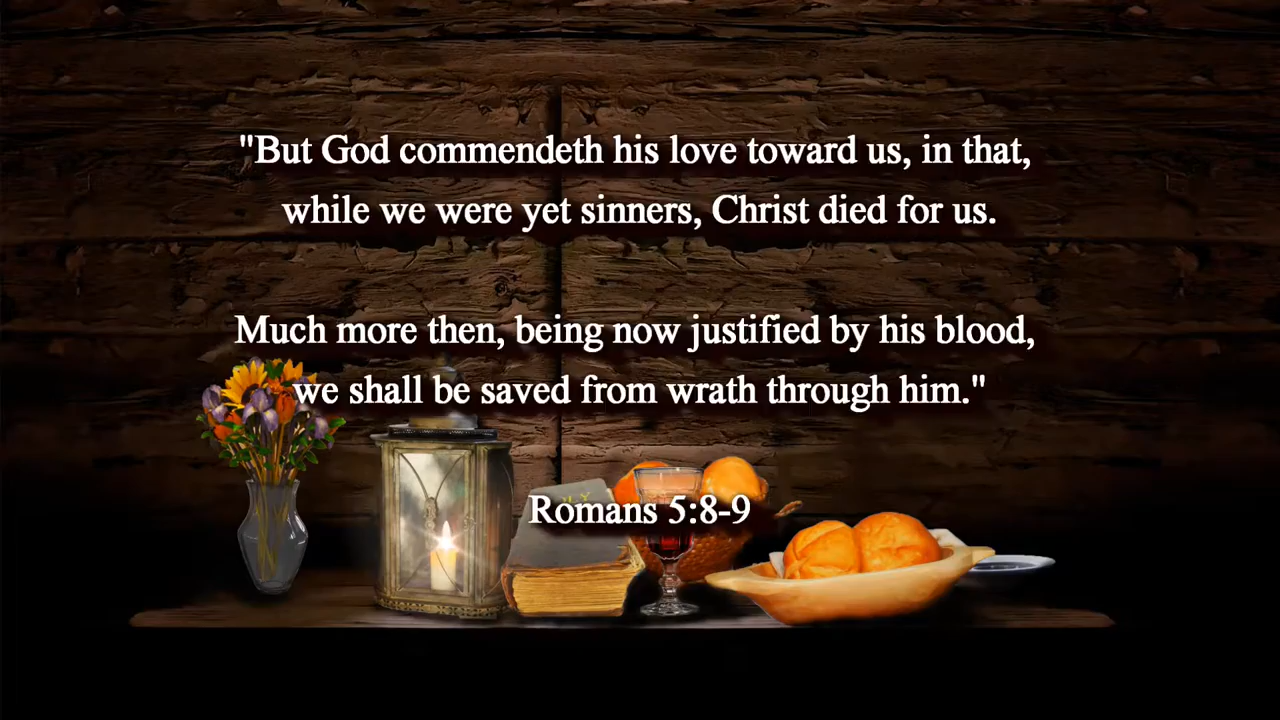 "But God commendeth his love toward us, in that,
while we were yet sinners, Christ died for us.
Much more then, being now justified by his blood,
we shall be saved from wrath through him."
Romans 5:8-9